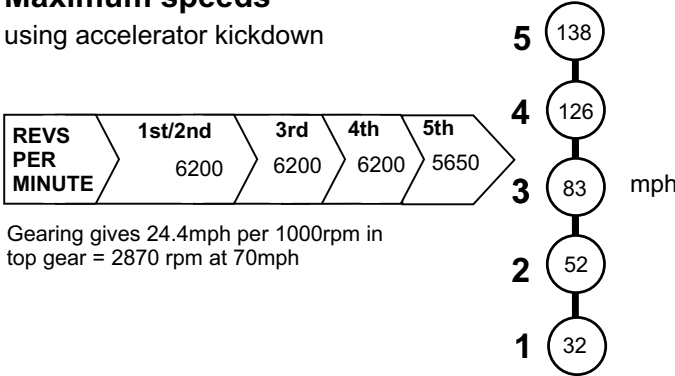 Maximum speeds
using accelerator kickdown
REVS
PER
MINUTE
1st/2nd 3rd 4th 5th
6200 6200 6200 5650
Gearing gives 24.4mph per 1000rpm in
top gear = 2870 rpm at 70mph
5 138
4 126
3 83 mph
2 52
1 32